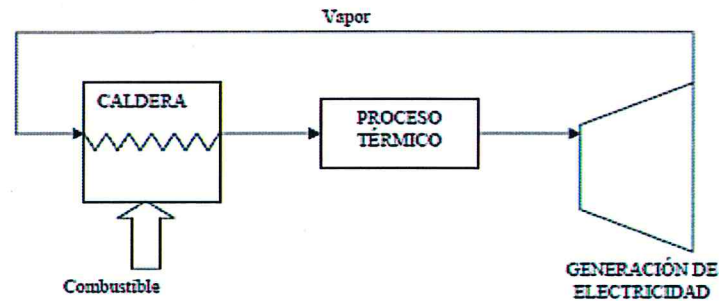 Vapor
CALDERA
PROCESO
TÉRMICO
Combustible
GENERACIÓN DE
ELECTRICIDAD